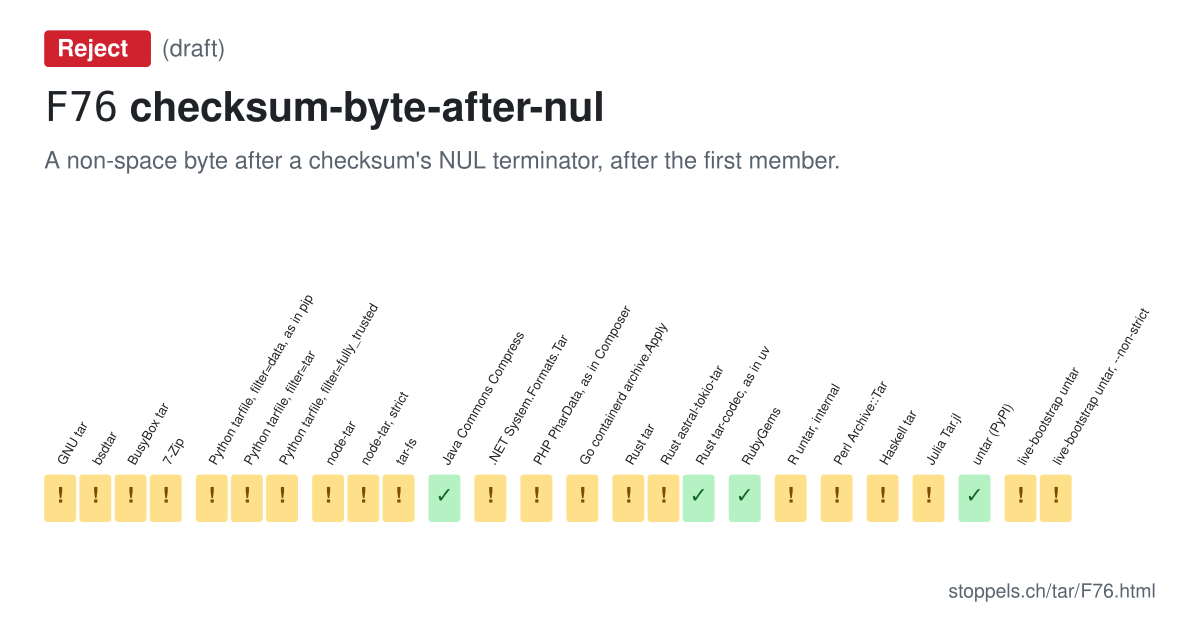 Reject (draft)
F76 checksum-byte-after-nul
A non-space byte after a checksum's NUL terminator, after the first member.
GNU tar
bsdtar
BusyBox tar
7-Zip
Python tarfile, filter=data, as in pip
Python tarfile, filter=tar
Python tarfile, filter=fully_trusted
node-tar
node-tar, strict
tar-fs
Java Commons Compress
.NET System.Formats.Tar
PHP PharData, as in Composer
Go containerd archive.Apply
Rust tar
Rust astral-tokio-tar
Rust tar-codec, as in uv
RubyGems
R untar, internal
Perl Archive::Tar
Haskell tar
Julia Tar.jl
untar (PyPI)
live-bootstrap untar
live-bootstrap untar, --non-strict
! ! ! ! ! ! ! ! ! ! ✓ ! ! ! ! ! ✓ ✓ ! ! ! ! ✓ ! !
stoppels.ch/tar/F76.html